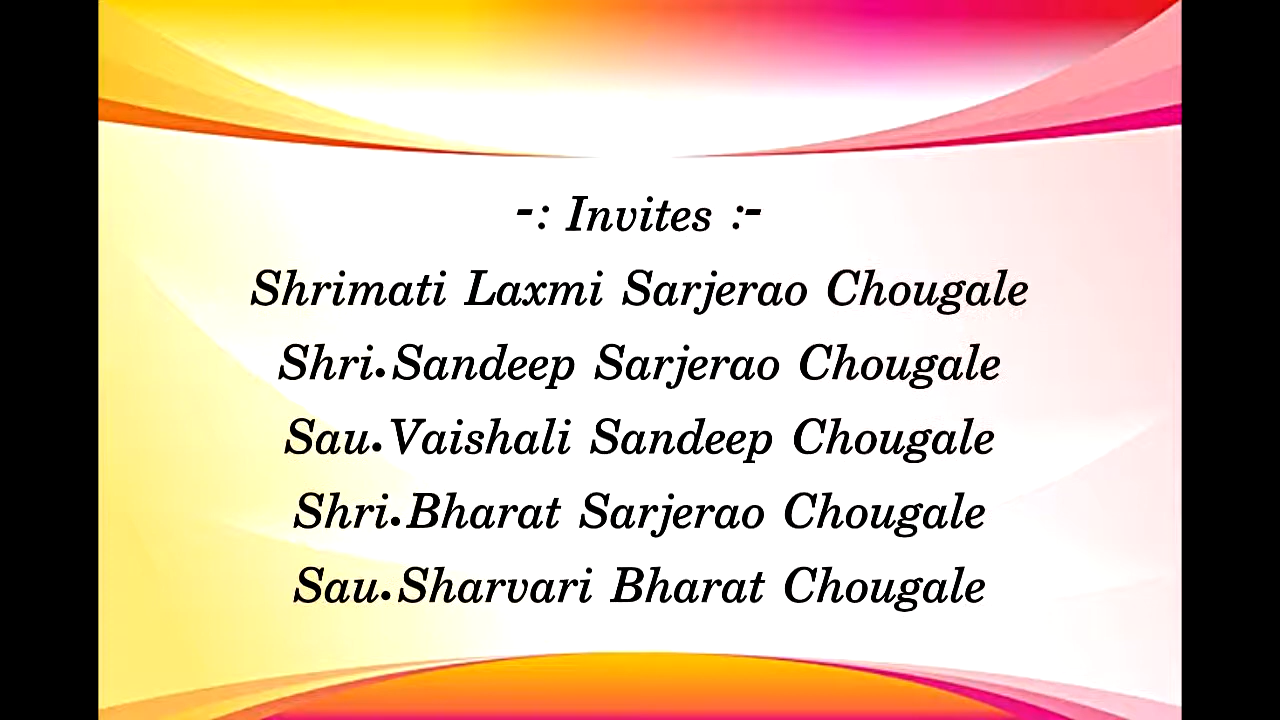 -: Invites :-
Shrimati Laxmi Sarjerao Chougale
Shri.Sandeep Sarjerao Chougale
Sau.Vaishali Sandeep Chougale
Shri.Bharat Sarjerao Chougale
Sau.Sharvari Bharat Chougale